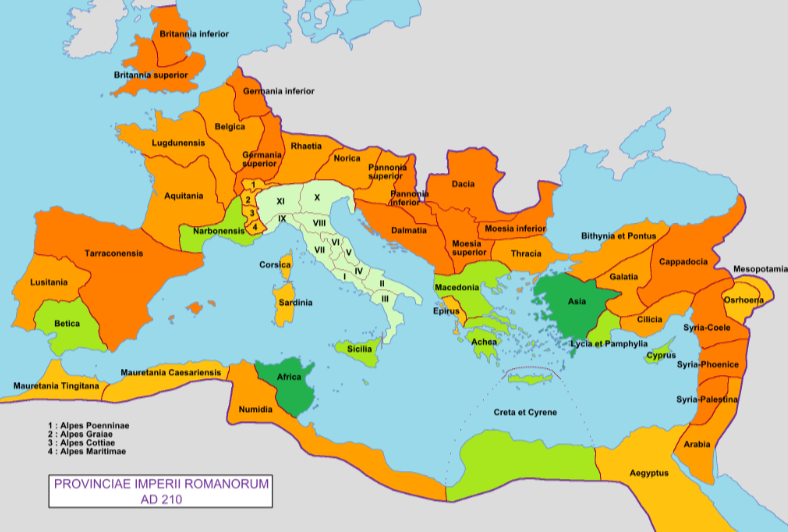 Britannia inferior
Britannia superior
Germania inferior
Belgica
Lugdunensis
Germania
superior
Rhaetia
Norica
Pannonia
superior
Pannonia
inferior
Dacia
Aquitania
1
2
3
4
XI
X
IX
VIII
VII
VI
V
IV
I
II
III
Narbonensis
Dalmatia
Moesia
superior
Moesia inferior
Thracia
Bithynia et Pontus
Cappadocia
Galatia
Mesopotamia
Osrhoena
Tarraconensis
Lusitania
Betica
Corsica
Sardinia
Macedonia
Epirus
Achea
Asia
Cilicia
Lycia et Pamphylia
Cyprus
Syria-Coele
Syria-Phoenice
Syria-Palestina
Arabia
Sicilia
Mauretania Tingitana
Mauretania Caesariensis
Africa
Numidia
Creta et Cyrene
Aegyptus
1 : Alpes Poenninae
2 : Alpes Graiae
3 : Alpes Cottiae
4 : Alpes Maritimae
PROVINCIAE IMPERII ROMANORUM
AD 210